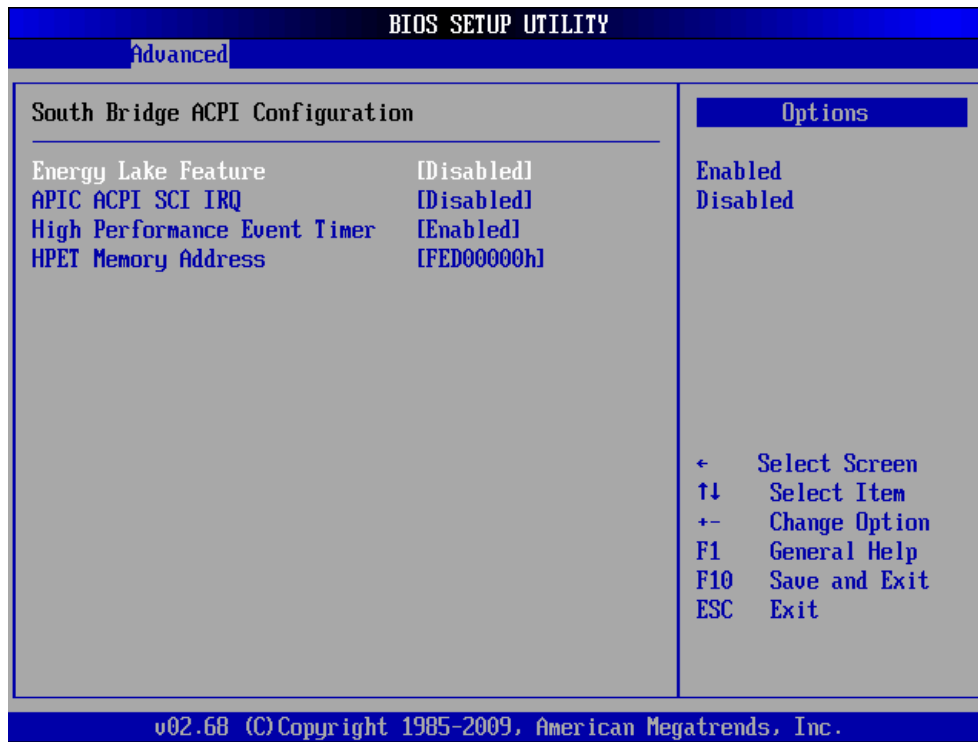 BIOS SETUP UTILITY
Advanced
South Bridge ACPI Configuration
Energy Lake Feature [Disabled]
APIC ACPI SCI IRQ [Disabled]
High Performance Event Timer [Enabled]
HPET Memory Address [FED00000h]
Options
Enabled
Disabled
← Select Screen
↑↓ Select Item
+- Change Option
F1 General Help
F10 Save and Exit
ESC Exit
v02.68 (C)Copyright 1985-2009, American Megatrends, Inc.